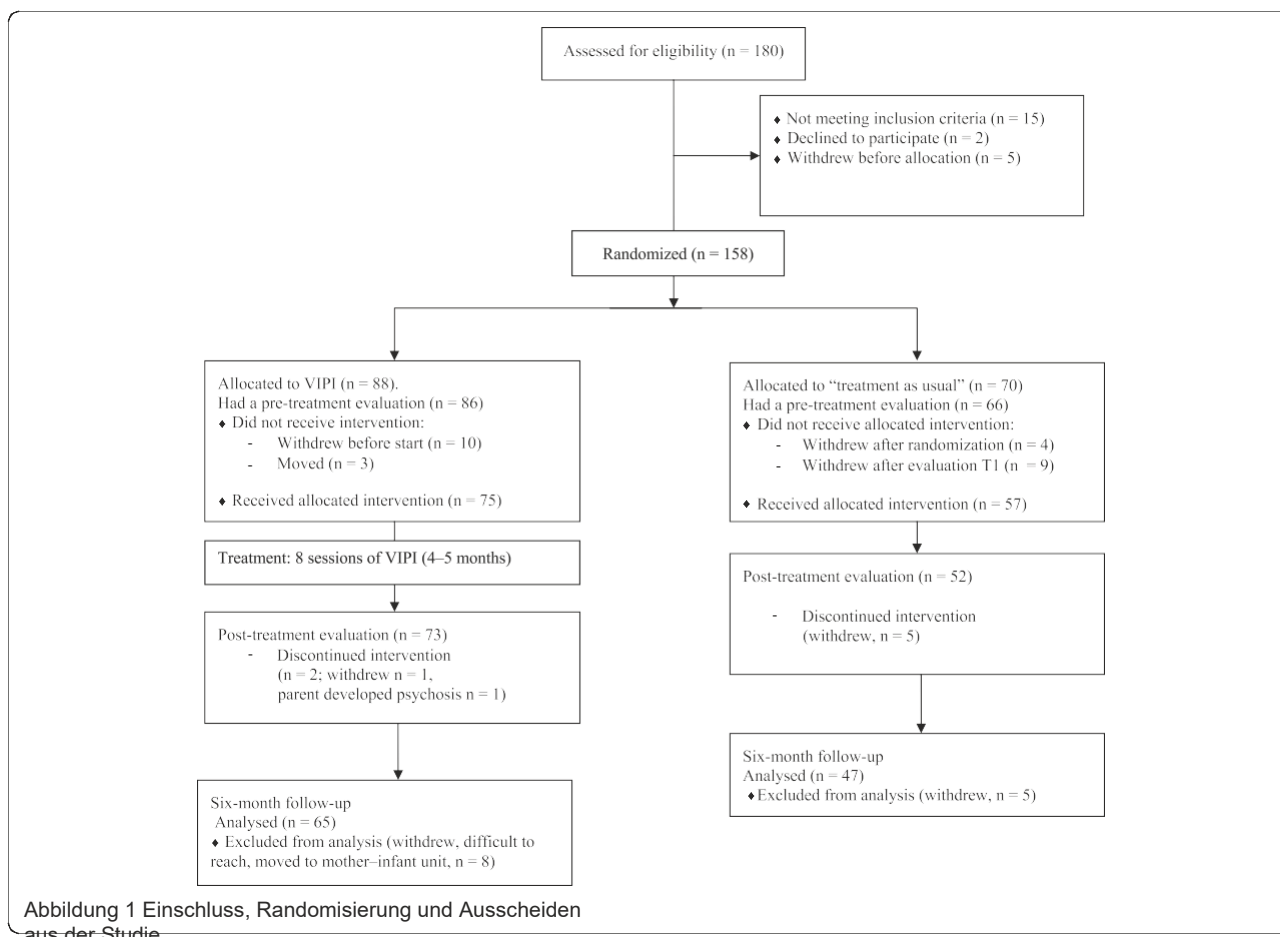 Assessed for eligibility (n = 180)
♦ Not meeting inclusion criteria (n = 15)
♦ Declined to participate (n = 2)
♦ Withdrew before allocation (n = 5)
Randomized (n = 158)
Allocated to VIPI (n = 88).
Had a pre-treatment evaluation (n = 86)
♦ Did not receive intervention:
- Withdrew before start (n = 10)
- Moved (n = 3)
♦ Received allocated intervention (n = 75)
Treatment: 8 sessions of VIPI (4–5 months)
Post-treatment evaluation (n = 73)
- Discontinued intervention
(n = 2; withdrew n = 1,
parent developed psychosis n = 1)
Six-month follow-up
Analysed (n = 65)
♦ Excluded from analysis (withdrew, difficult to
reach, moved to mother–infant unit, n = 8)
Allocated to “treatment as usual” (n = 70)
Had a pre-treatment evaluation (n = 66)
♦ Did not receive allocated intervention:
- Withdrew after randomization (n = 4)
- Withdrew after evaluation T1 (n = 9)
♦ Received allocated intervention (n = 57)
Post-treatment evaluation (n = 52)
- Discontinued intervention
(withdrew, n = 5)
Six-month follow-up
Analysed (n = 47)
♦Excluded from analysis (withdrew, n = 5)
Abbildung 1 Einschluss, Randomisierung und Ausscheiden
aus der Studie